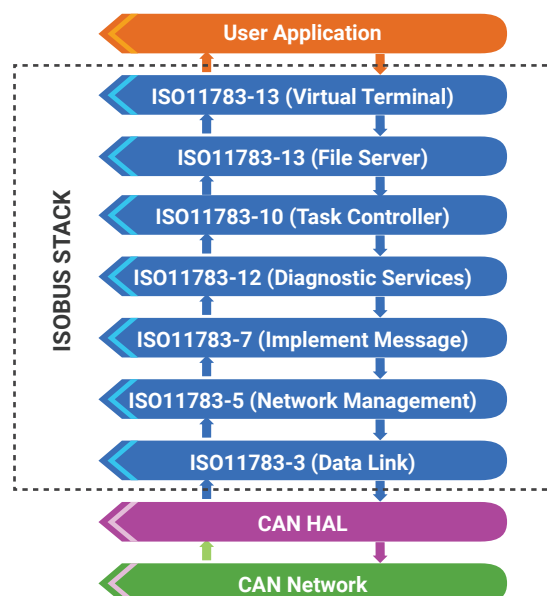 User Application
ISO11783-13 (Virtual Terminal)
ISO11783-13 (File Server)
ISO11783-10 (Task Controller)
ISO11783-12 (Diagnostic Services)
ISO11783-7 (Implement Message)
ISO11783-5 (Network Management)
ISO11783-3 (Data Link)
ISOBUS STACK
CAN HAL
CAN Network